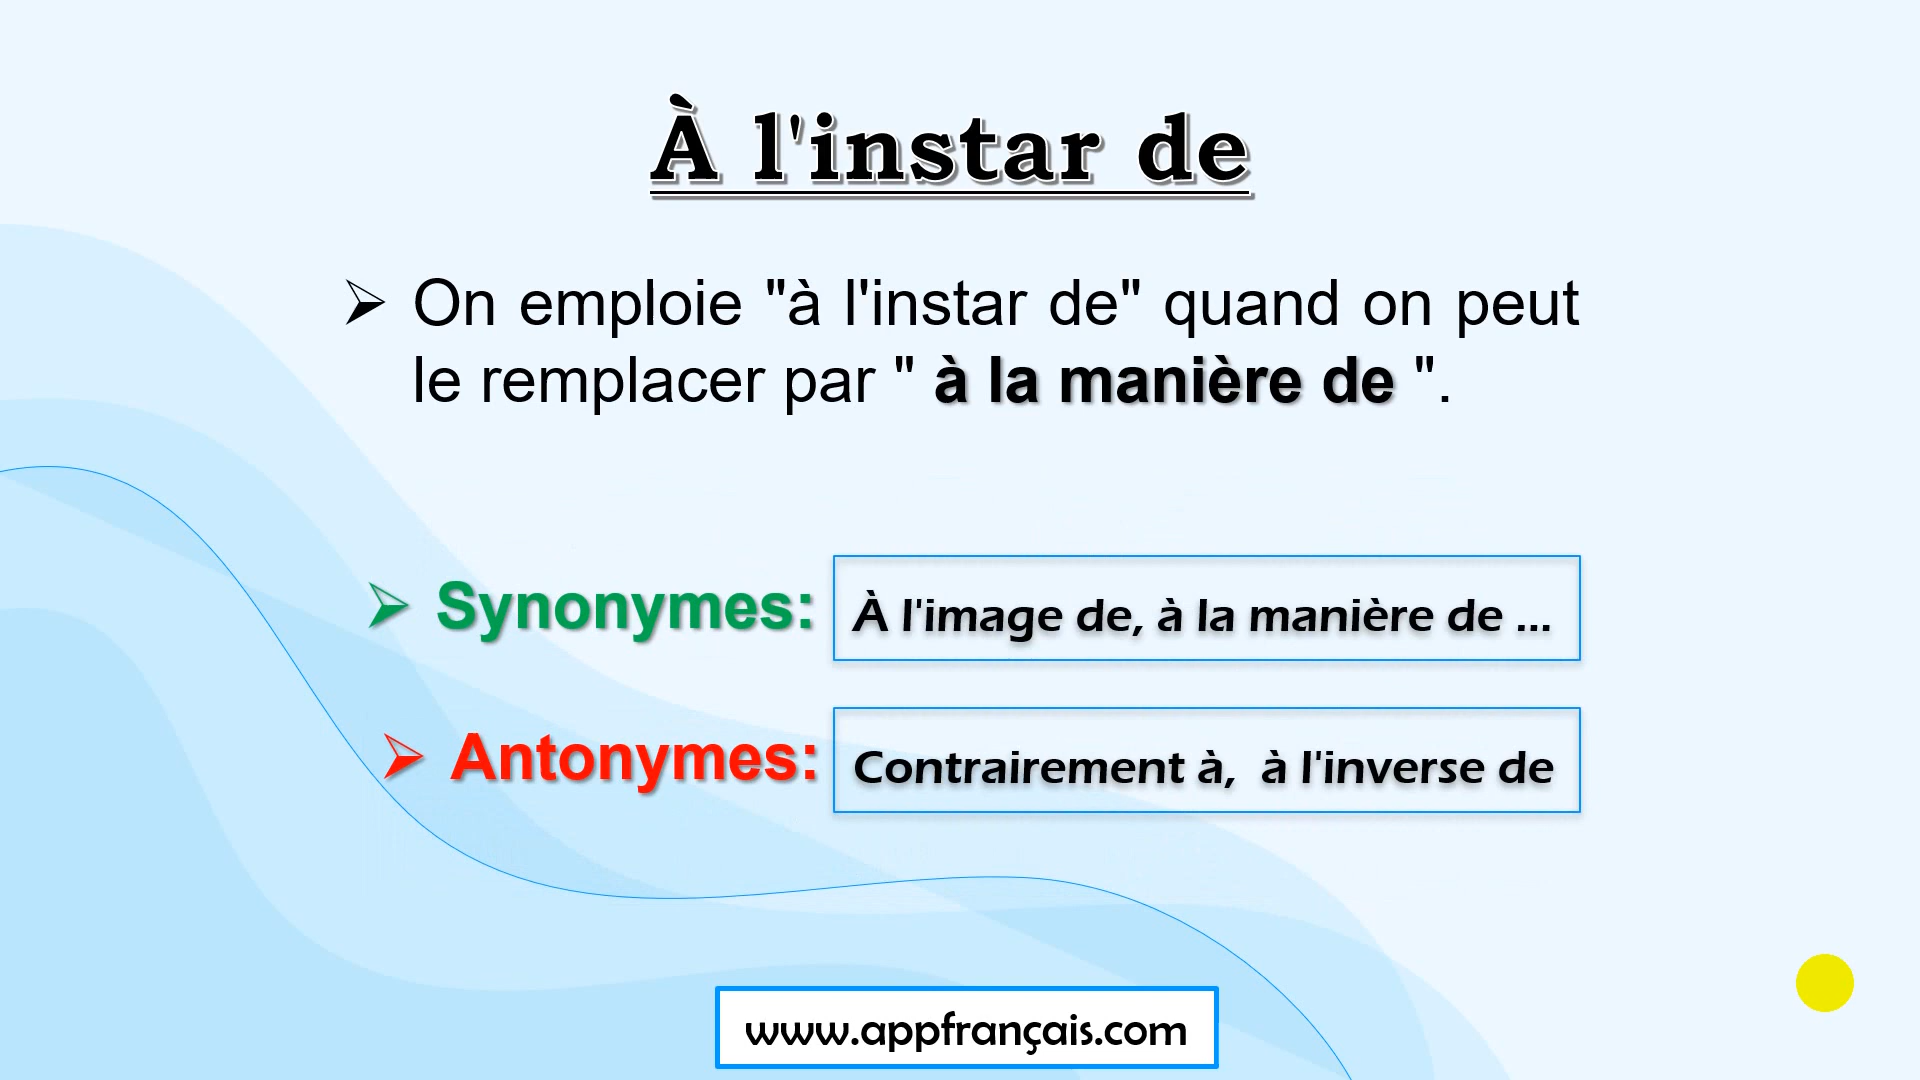 À l'instar de
➢ On emploie "à l'instar de" quand on peut
le remplacer par " à la manière de ".
➢ Synonymes: À l'image de, à la manière de ...
➢ Antonymes: Contrairement à, à l'inverse de
www.appfrançais.com